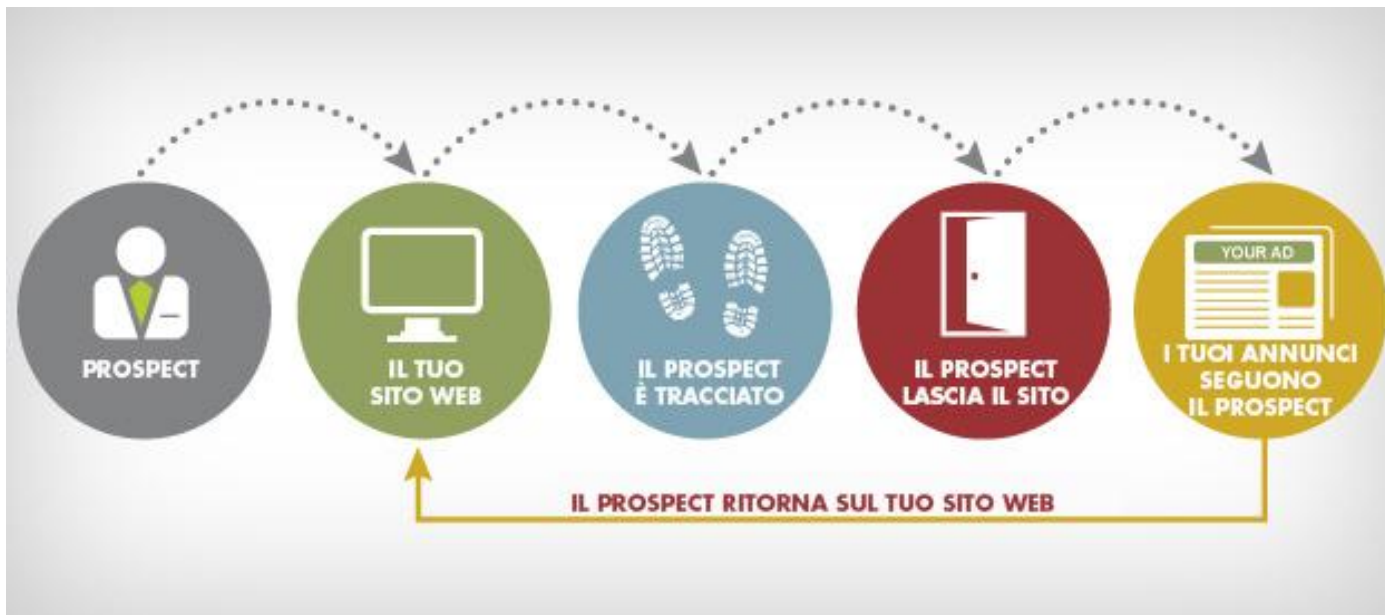 PROSPECT
IL TUO
SITO WEB
IL PROSPECT
È TRACCIATO
IL PROSPECT
LASCIA IL SITO
YOUR AD
I TUOI ANNUNCI
SEGUONO
IL PROSPECT
IL PROSPECT RITORNA SUL TUO SITO WEB